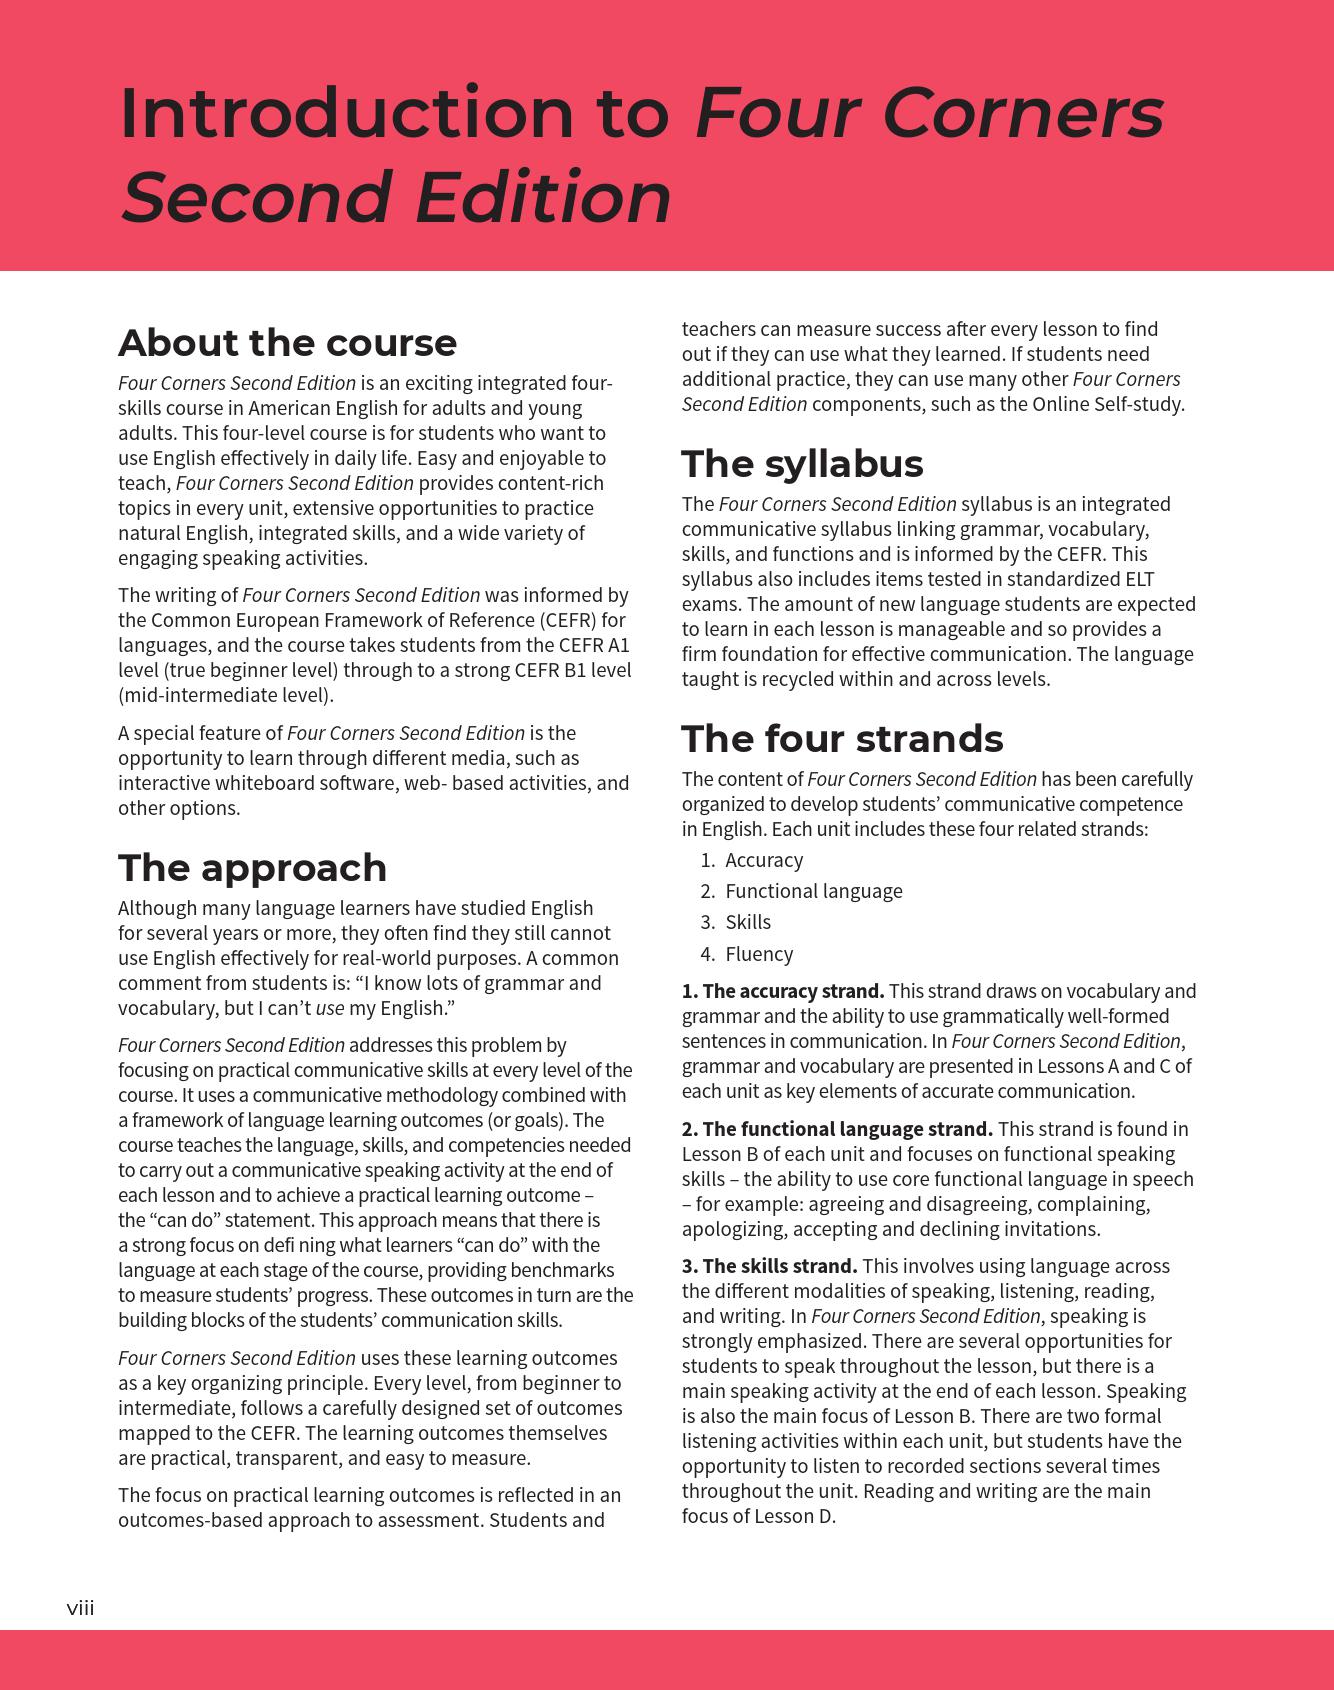 Introduction to Four Corners
Second Edition
About the course
Four Corners Second Edition is an exciting integrated four-
skills course in American English for adults and young
adults. This four-level course is for students who want to
use English effectively in daily life. Easy and enjoyable to
teach, Four Corners Second Edition provides content-rich
topics in every unit, extensive opportunities to practice
natural English, integrated skills, and a wide variety of
engaging speaking activities.
The writing of Four Corners Second Edition was informed by
the Common European Framework of Reference (CEFR) for
languages, and the course takes students from the CEFR A1
level (true beginner level) through to a strong CEFR B1 level
(mid-intermediate level).
A special feature of Four Corners Second Edition is the
opportunity to learn through different media, such as
interactive whiteboard software, web- based activities, and
other options.
The approach
Although many language learners have studied English
for several years or more, they often find they still cannot
use English effectively for real-world purposes. A common
comment from students is: “I know lots of grammar and
vocabulary, but I can’t use my English.”
Four Corners Second Edition addresses this problem by
focusing on practical communicative skills at every level of the
course. It uses a communicative methodology combined with
a framework of language learning outcomes (or goals). The
course teaches the language, skills, and competencies needed
to carry out a communicative speaking activity at the end of
each lesson and to achieve a practical learning outcome –
the “can do” statement. This approach means that there is
a strong focus on defi ning what learners “can do” with the
language at each stage of the course, providing benchmarks
to measure students’ progress. These outcomes in turn are the
building blocks of the students’ communication skills.
Four Corners Second Edition uses these learning outcomes
as a key organizing principle. Every level, from beginner to
intermediate, follows a carefully designed set of outcomes
mapped to the CEFR. The learning outcomes themselves
are practical, transparent, and easy to measure.
The focus on practical learning outcomes is reflected in an
outcomes-based approach to assessment. Students and
teachers can measure success after every lesson to find
out if they can use what they learned. If students need
additional practice, they can use many other Four Corners
Second Edition components, such as the Online Self-study.
The syllabus
The Four Corners Second Edition syllabus is an integrated
communicative syllabus linking grammar, vocabulary,
skills, and functions and is informed by the CEFR. This
syllabus also includes items tested in standardized ELT
exams. The amount of new language students are expected
to learn in each lesson is manageable and so provides a
firm foundation for effective communication. The language
taught is recycled within and across levels.
The four strands
The content of Four Corners Second Edition has been carefully
organized to develop students’ communicative competence
in English. Each unit includes these four related strands:
1. Accuracy
2. Functional language
3. Skills
4. Fluency
1. The accuracy strand. This strand draws on vocabulary and
grammar and the ability to use grammatically well-formed
sentences in communication. In Four Corners Second Edition,
grammar and vocabulary are presented in Lessons A and C of
each unit as key elements of accurate communication.
2. The functional language strand. This strand is found in
Lesson B of each unit and focuses on functional speaking
skills – the ability to use core functional language in speech
– for example: agreeing and disagreeing, complaining,
apologizing, accepting and declining invitations.
3. The skills strand. This involves using language across
the different modalities of speaking, listening, reading,
and writing. In Four Corners Second Edition, speaking is
strongly emphasized. There are several opportunities for
students to speak throughout the lesson, but there is a
main speaking activity at the end of each lesson. Speaking
is also the main focus of Lesson B. There are two formal
listening activities within each unit, but students have the
opportunity to listen to recorded sections several times
throughout the unit. Reading and writing are the main
focus of Lesson D.
viii